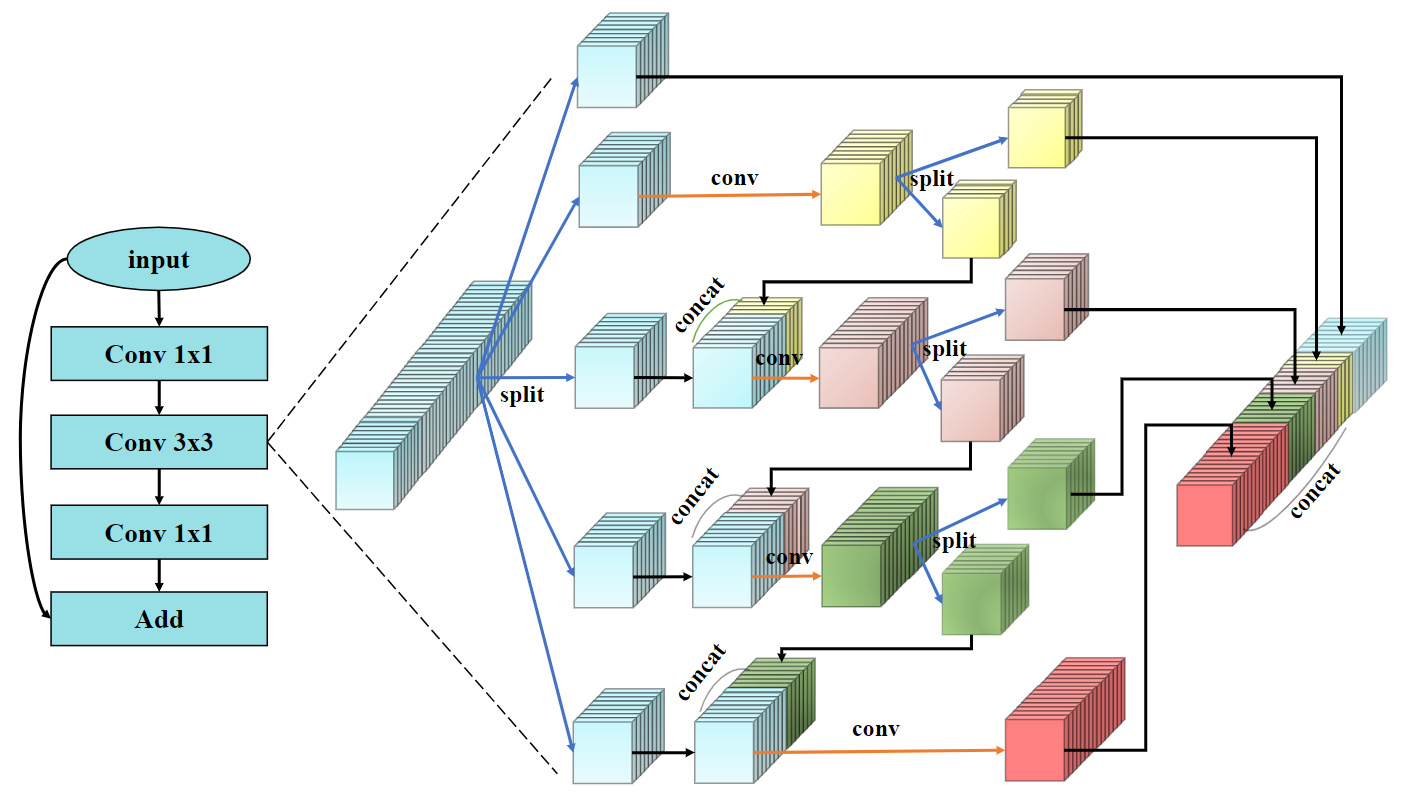 input
Conv 1x1
Conv 3x3
Conv 1x1
Add
split
conv
split
concat
conv
split
concat
conv
split
concat
conv
concat